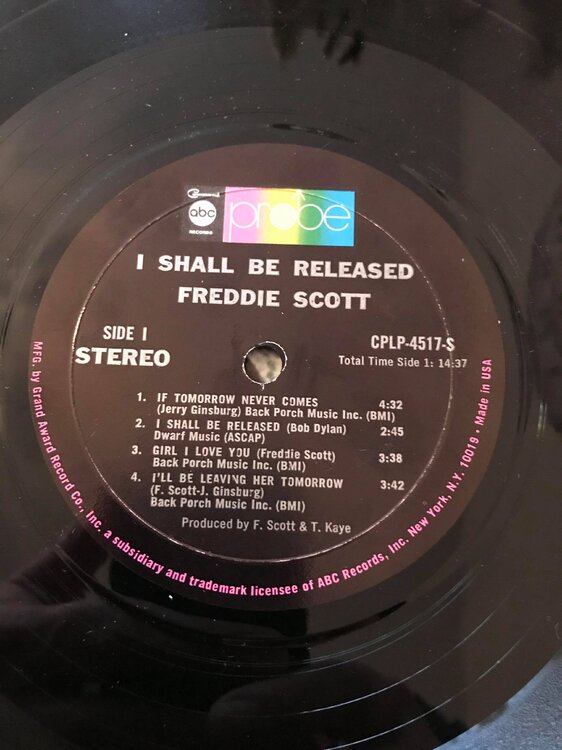 Command
abc
RECORDS
probe
I SHALL BE RELEASED
FREDDIE SCOTT
SIDE I
STEREO
CPLP-4517-S
Total Time Side 1: 14:37
1. IF TOMORROW NEVER COMES 4:32
(Jerry Ginsburg) Back Porch Music Inc. (BMI)
2. I SHALL BE RELEASED (Bob Dylan) 2:45
Dwarf Music (ASCAP)
3. GIRL I LOVE YOU (Freddie Scott) 3:38
Back Porch Music Inc. (BMI)
4. I'LL BE LEAVING HER TOMORROW 3:42
(F. Scott-J. Ginsburg)
Back Porch Music Inc. (BMI)
Produced by F. Scott & T. Kaye
MFG. by Grand Award Record Co., Inc. a subsidiary and trademark licensee of ABC Records, Inc. New York, N.Y. 10019 • Made in USA